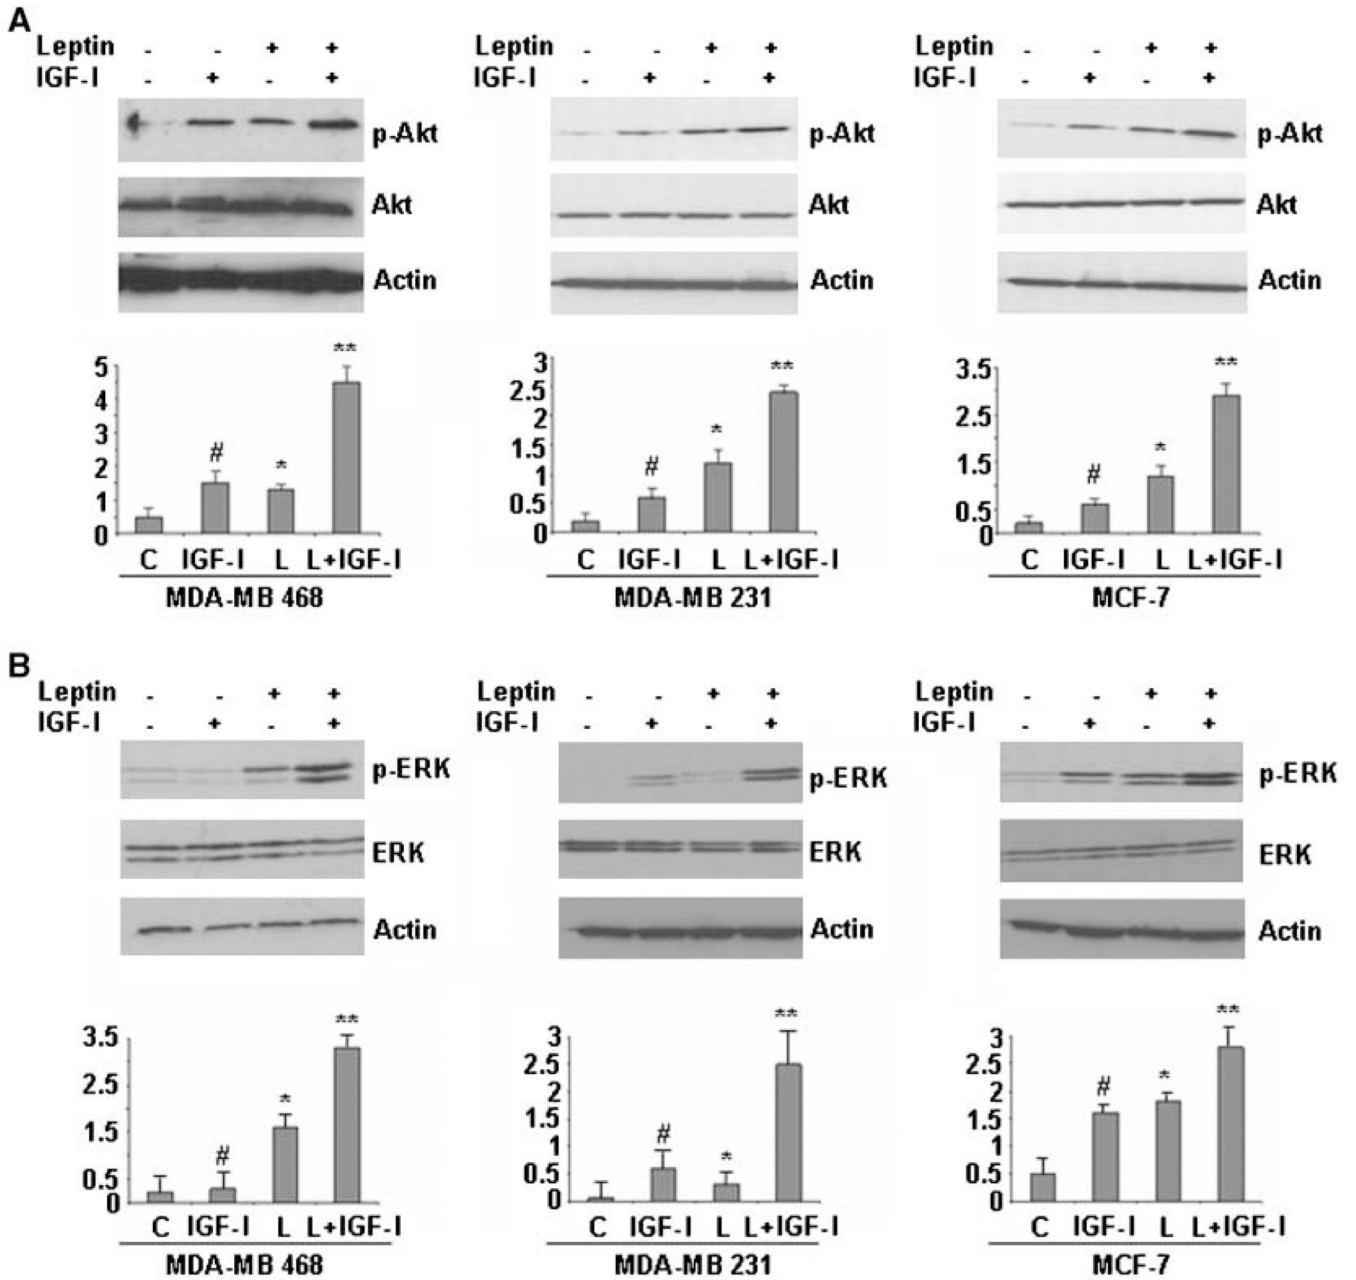 A
Leptin - - + +
IGF-I - + - +
p-Akt
Akt
Actin
5
4
3
2
1
0
# * **
C IGF-I L L+IGF-I
MDA-MB 468
Leptin - - + +
IGF-I - + - +
p-Akt
Akt
Actin
3
2.5
2
1.5
1
0.5
0
# * **
C IGF-I L L+IGF-I
MDA-MB 231
Leptin - - + +
IGF-I - + - +
p-Akt
Akt
Actin
3.5
2.5
1.5
0.5
0
# * **
C IGF-I L L+IGF-I
MCF-7
B
Leptin - - + +
IGF-I - + - +
p-ERK
ERK
Actin
3.5
2.5
1.5
0.5
0
# * **
C IGF-I L L+IGF-I
MDA-MB 468
Leptin - - + +
IGF-I - + - +
p-ERK
ERK
Actin
3
2.5
2
1.5
1
0.5
0
# * **
C IGF-I L L+IGF-I
MDA-MB 231
Leptin - - + +
IGF-I - + - +
p-ERK
ERK
Actin
3
2.5
2
1.5
1
0.5
0
# * **
C IGF-I L L+IGF-I
MCF-7